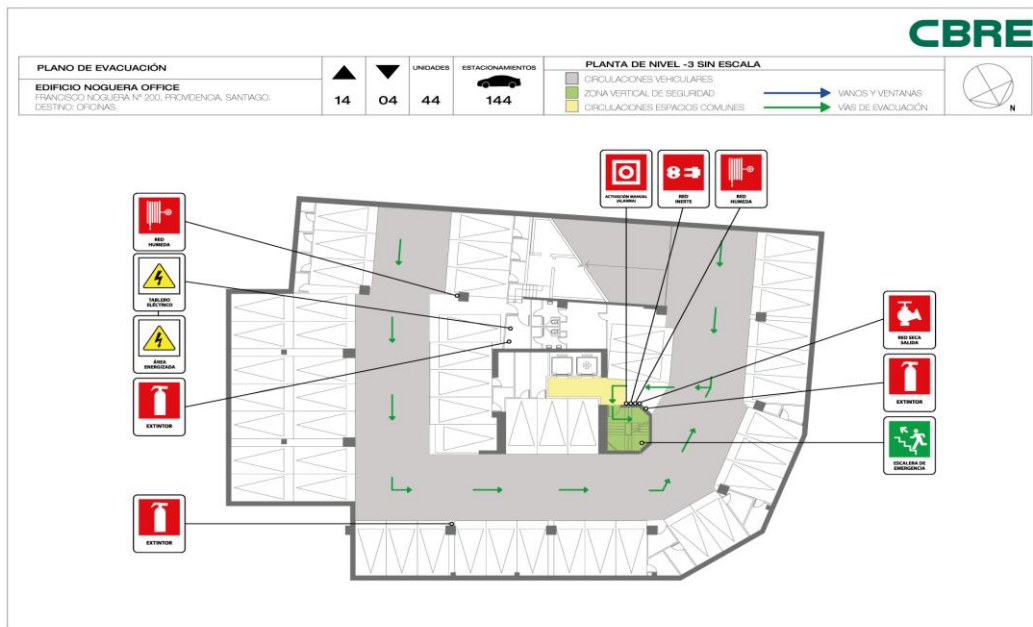 CBRE
PLANO DE EVACUACIÓN
EDIFICIO NOGUERA OFFICE
FRANCISCO NOGUERA Nº 200, PROVIDENCIA, SANTIAGO.
DESTINO: OFICINAS.
14
04
UNIDADES
44
ESTACIONAMIENTOS
144
PLANTA DE NIVEL -3 SIN ESCALA
CIRCULACIONES VEHICULARES
ZONA VERTICAL DE SEGURIDAD
CIRCULACIONES ESPACIOS COMUNES
VANOS Y VENTANAS
VÍAS DE EVACUACIÓN
N
ACTIVACIÓN MANUAL
(ALARMA)
RED
INERTE
RED
HUMEDA
RED
HUMEDA
TABLERO
ELÉCTRICO
ÁREA
ENERGIZADA
EXTINTOR
EXTINTOR
RED SECA
SALIDA
EXTINTOR
ESCALERA DE
EMERGENCIA